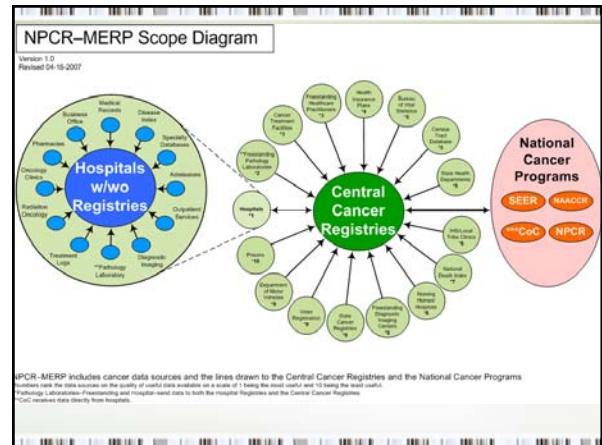 NPCR–MERP Scope Diagram
Version 1.0
Revised 04-16-2007
Medical
Records
Disease
Index
Specialty
Databases
Admissions
Outpatient
Services
Diagnostic
Imaging
***Pathology
Laboratory
Treatment
Logs
Radiation
Oncology
Oncology
Clinics
Pharmacies
Business
Office
Hospitals
w/wo
Registries
Health
Insurance
Plans
Bureau
of Vital
Statistics
Census
Tract
Database
State Health
Departments
IHS/Local
Tribe Clinics
National
Death Index
*7
Nursing
Homes/
Hospices
Freestanding
Diagnostic
Imaging
Centers
State
Cancer
Registries
Voter
Registration
Department
of Motor
Vehicles
Prisons
*10
Hospitals
*1
**Freestanding
Pathology
Laboratories
*2
Cancer
Treatment
Facilities
Freestanding
Healthcare
Practitioners
Central
Cancer
Registries
National
Cancer
Programs
SEER
NAACCR
***CoC
NPCR
NPCR–MERP includes cancer data sources and the lines drawn to the Central Cancer Registries and the National Cancer Programs
Numbers rank the data sources on the quality of useful data available on a scale of 1 being the most useful and 10 being the least useful.
*Pathology Laboratories–Freestanding and Hospital–send data to both the Hospital Registries and the Central Cancer Registries
**CoC receives data directly from hospitals.